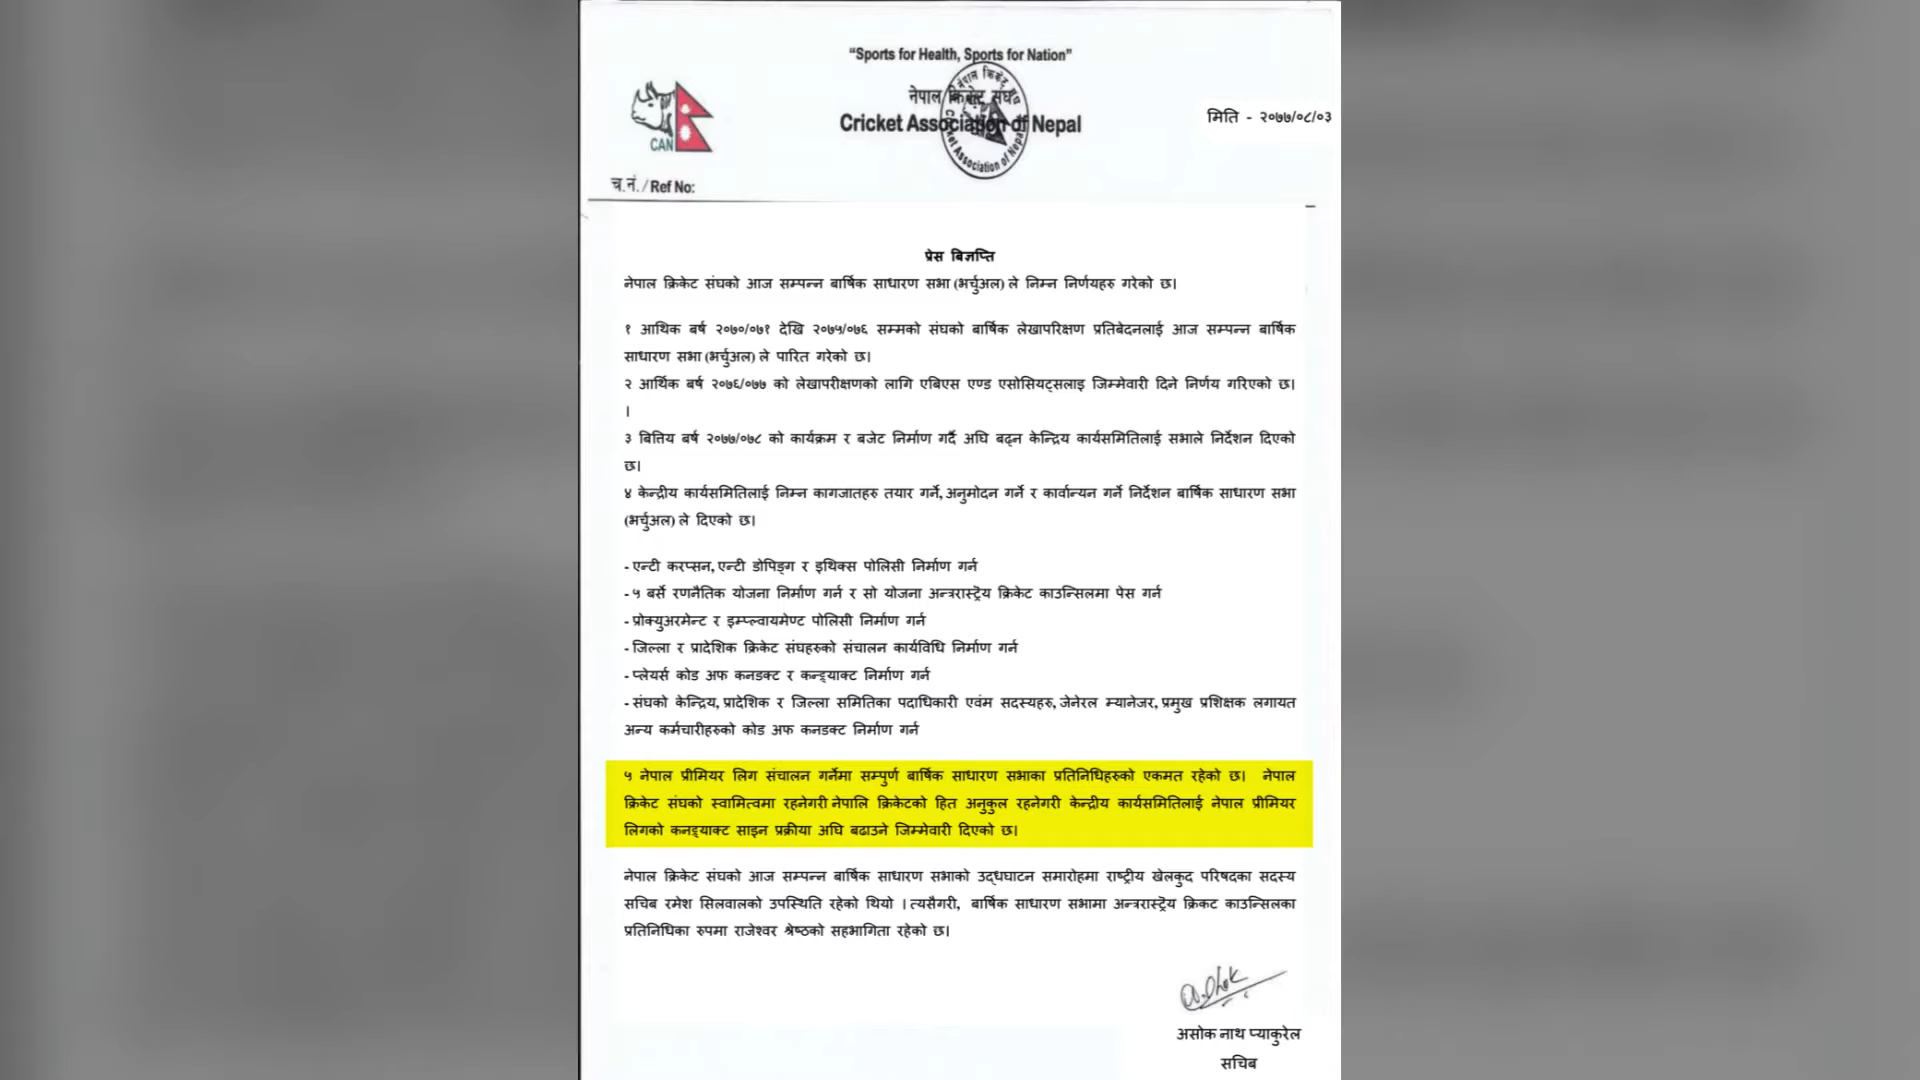 “Sports for Health, Sports for Nation”
नेपाल क्रिकेट संघ
Cricket Association of Nepal
नेपाल क्रिकेट संघ
Cricket Association of Nepal
CAN
मिति - २०७७/०८/०३
च.नं./Ref No:
प्रेस बिज्ञप्ति
नेपाल क्रिकेट संघको आज सम्पन्न बार्षिक साधारण सभा (भर्चुअल) ले निम्न निर्णयहरु गरेको छ।
१ आथिक बर्ष २०७०/०७१ देखि २०७५/०७६ सम्मको संघको बार्षिक लेखापरिक्षण प्रतिबेदनलाई आज सम्पन्न बार्षिक
साधारण सभा (भर्चुअल) ले पारित गरेको छ।
२ आर्थिक बर्ष २०७६/०७७ को लेखापरीक्षणको लागि एबिएस एण्ड एसोसियट्सलाइ जिम्मेवारी दिने निर्णय गरिएको छ।
।
३ बित्तिय बर्ष २०७७/०७८ को कार्यक्रम र बजेट निर्माण गर्दै अघि बढ्न केन्द्रिय कार्यसमितिलाई सभाले निर्देशन दिएको
छ।
४ केन्द्रीय कार्यसमितिलाई निम्न कागजातहरु तयार गर्ने, अनुमोदन गर्ने र कार्वान्यन गर्ने निर्देशन बार्षिक साधारण सभा
(भर्चुअल) ले दिएको छ।
- एन्टी करप्सन, एन्टी डोपिङ्ग र इथिक्स पोलिसी निर्माण गर्न
- ५ बर्से रणनैतिक योजना निर्माण गर्न र सो योजना अन्त्ररास्ट्रेय क्रिकेट काउन्सिलमा पेस गर्न
- प्रोक्युअरमेन्ट र इम्प्ल्वायमेण्ट पोलिसी निर्माण गर्न
- जिल्ला र प्रादेशिक क्रिकेट संघहरुको संचालन कार्यविधि निर्माण गर्न
- प्लेयर्स कोड अफ कनडक्ट र कन्ड्र्याक्ट निर्माण गर्न
- संघको केन्द्रिय, प्रादेशिक र जिल्ला समितिका पदाधिकारी एवंम सदस्यहरु, जेनेरल म्यानेजर, प्रमुख प्रशिक्षक लगायत
अन्य कर्मचारीहरुको कोड अफ कनडक्ट निर्माण गर्न
५ नेपाल प्रीमियर लिग संचालन गर्नेमा सम्पुर्ण बार्षिक साधारण सभाका प्रतिनिधिहरुको एकमत रहेको छ। नेपाल
क्रिकेट संघको स्वामित्वमा रहनेगरी नेपालि क्रिकेटको हित अनुकुल रहनेगरी केन्द्रीय कार्यसमितिलाई नेपाल प्रीमियर
लिगको कनड्र्याक्ट साइन प्रक्रीया अघि बढाउने जिम्मेवारी दिएको छ।
नेपाल क्रिकेट संघको आज सम्पन्न बार्षिक साधारण सभाको उद्धघाटन समारोहमा राष्ट्रीय खेलकुद परिषदका सदस्य
सचिब रमेश सिलवालको उपस्थिति रहेको थियो । त्यसैगरी, बार्षिक साधारण सभामा अन्त्ररास्ट्रेय क्रिकट काउन्सिलका
प्रतिनिधिका रुपमा राजेश्वर श्रेष्ठको सहभागिता रहेको छ।
असोक नाथ प्याकुरेल
सचिब